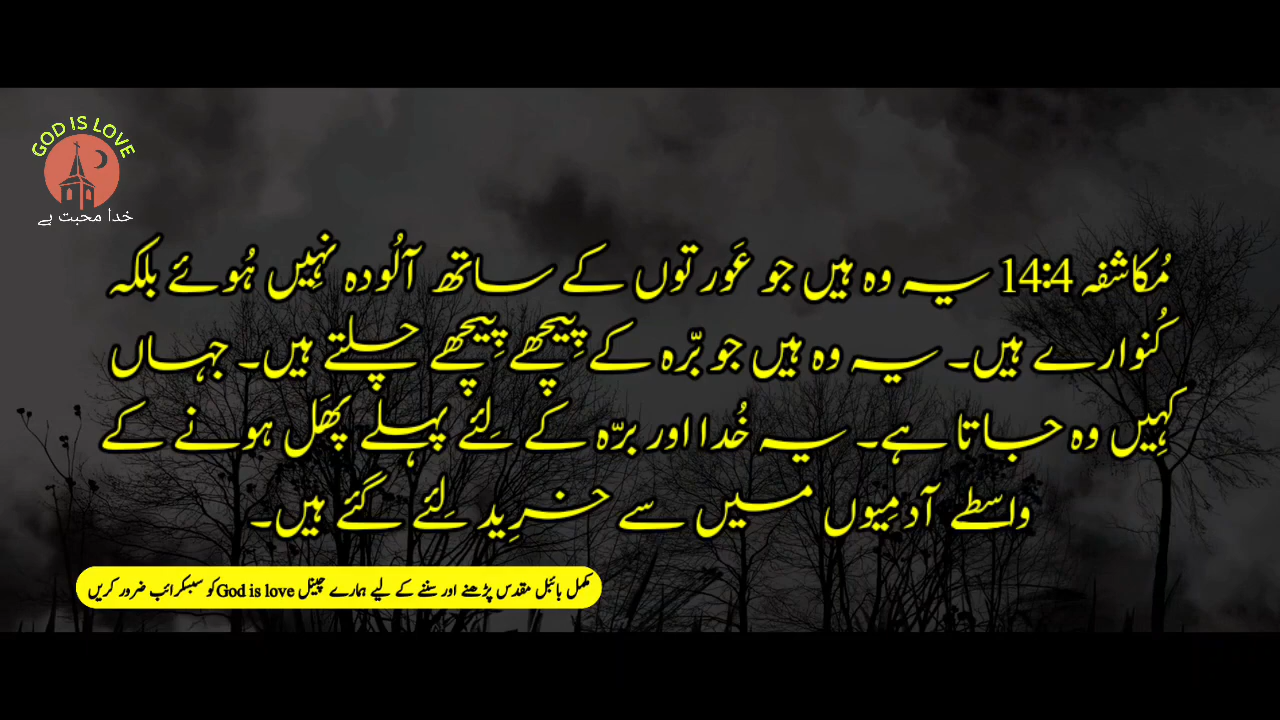 GOD IS LOVE
خدا محبت ہے
مُکاشفہ 14:4 یہ وہ ہیں جو عَورتوں کے ساتھ آلُودہ نہِیں ہُوئے بلکہ
کُنوارے ہیں۔ یہ وہ ہیں جو برّہ کے پِیچھے پِیچھے چلتے ہیں۔ جہاں
کہِیں وہ جاتا ہے۔ یہ خُدا اور برّہ کے لِئے پہلے پھَل ہونے کے
واسطے آدمِیوں میں سے خرِید لِئے گئے ہیں۔
مکمل بائبل مقدس پڑھنے اور سننے کے لیے ہمارے چینل God is love کو سبسکرائب ضرور کریں